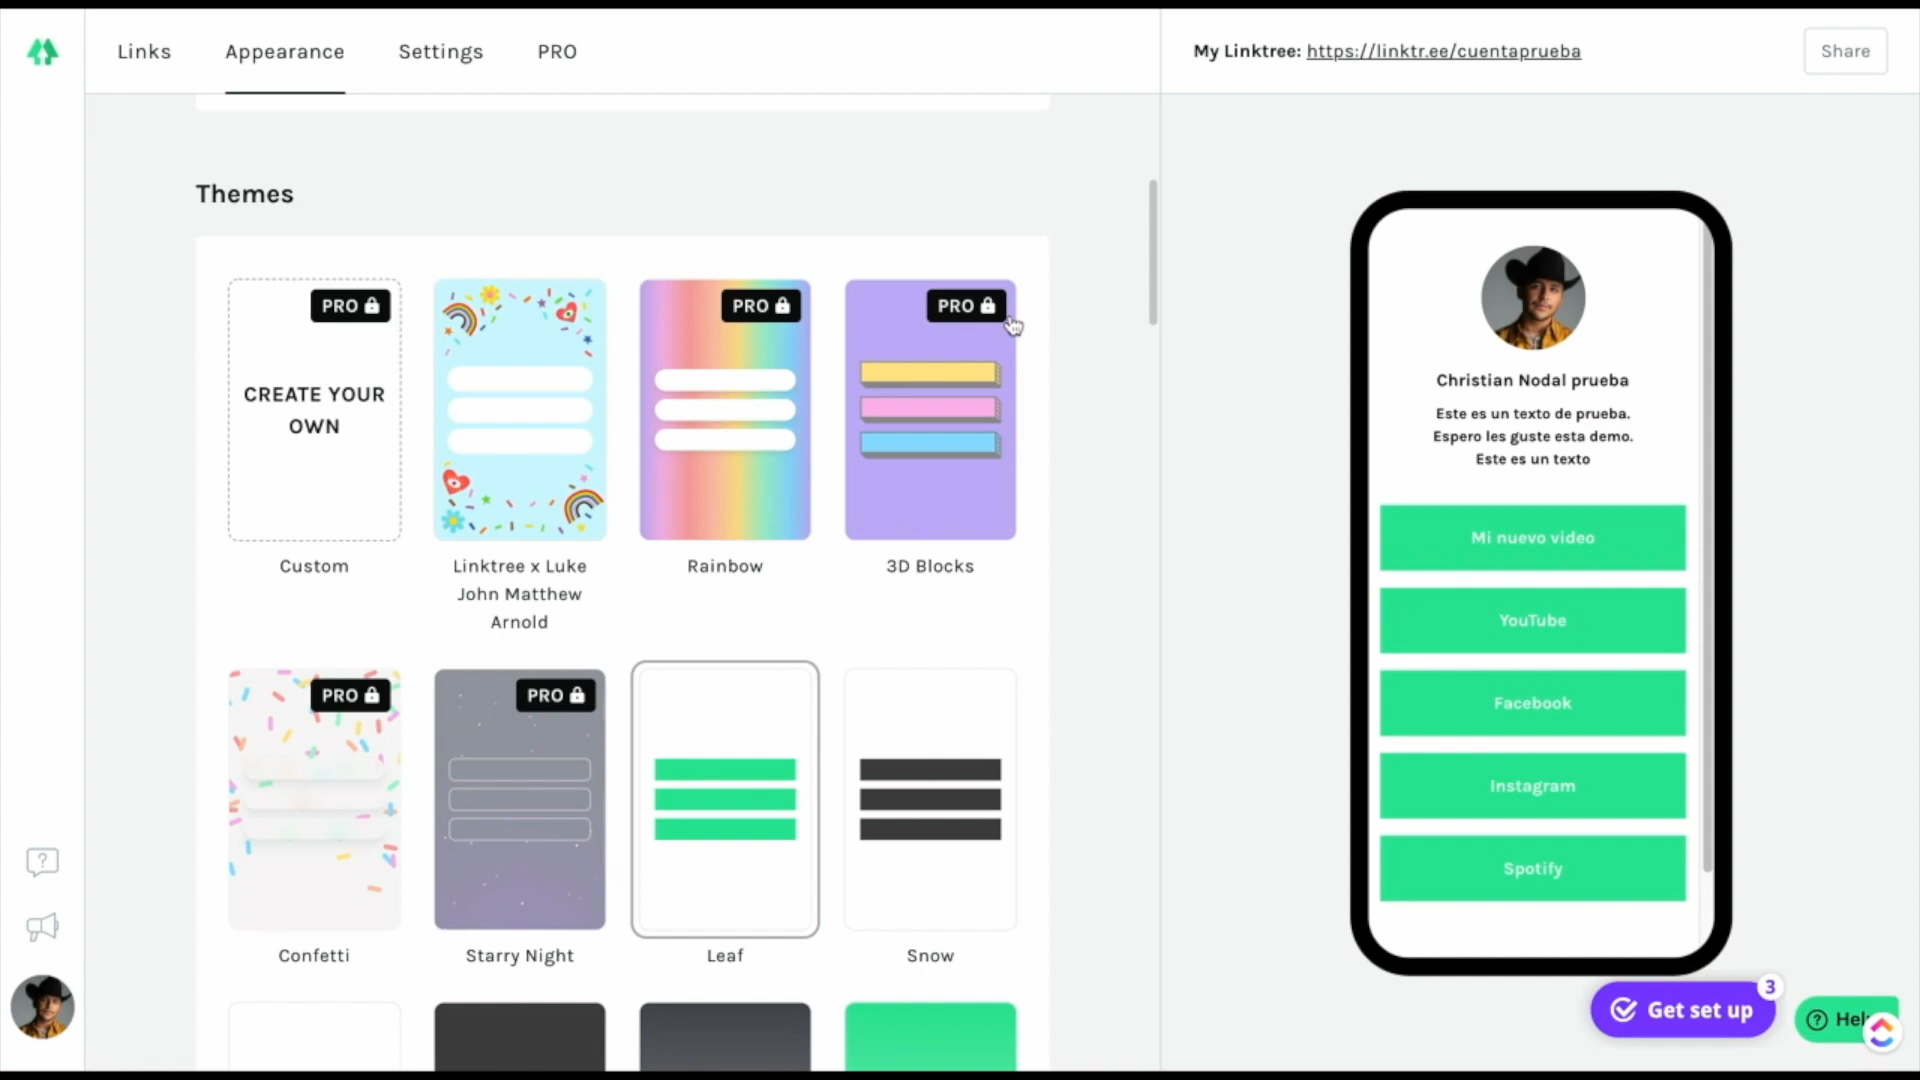 Links
Appearance
Settings
PRO
My Linktree: https://linktr.ee/cuentaprueba
Share
Themes
PRO
CREATE YOUR
OWN
Custom
Linktree x Luke
John Matthew
Arnold
PRO
Rainbow
PRO
3D Blocks
PRO
Confetti
PRO
Starry Night
Leaf
Snow
Christian Nodal prueba
Este es un texto de prueba.
Espero les guste esta demo.
Este es un texto
Mi nuevo video
YouTube
Facebook
Instagram
Spotify
Get set up
3